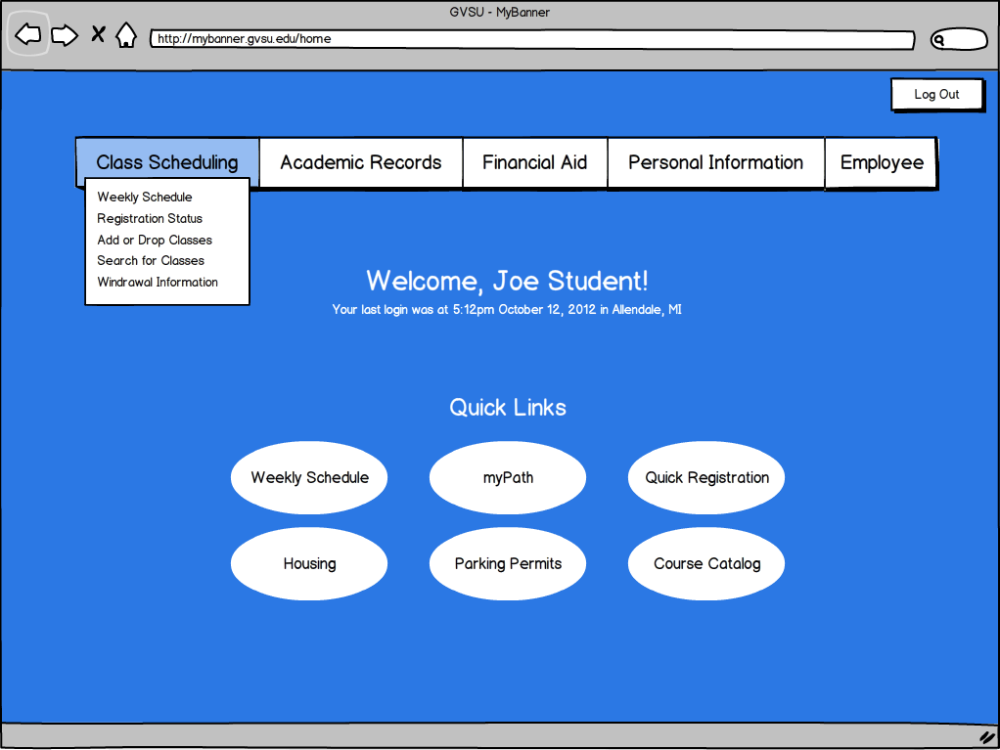 GVSU - MyBanner
http://mybanner.gvsu.edu/home
Log Out
Class Scheduling Academic Records Financial Aid Personal Information Employee
Weekly Schedule
Registration Status
Add or Drop Classes
Search for Classes
Windrawal Information
Welcome, Joe Student!
Your last login was at 5:12pm October 12, 2012 in Allendale, MI
Quick Links
Weekly Schedule myPath Quick Registration
Housing Parking Permits Course Catalog